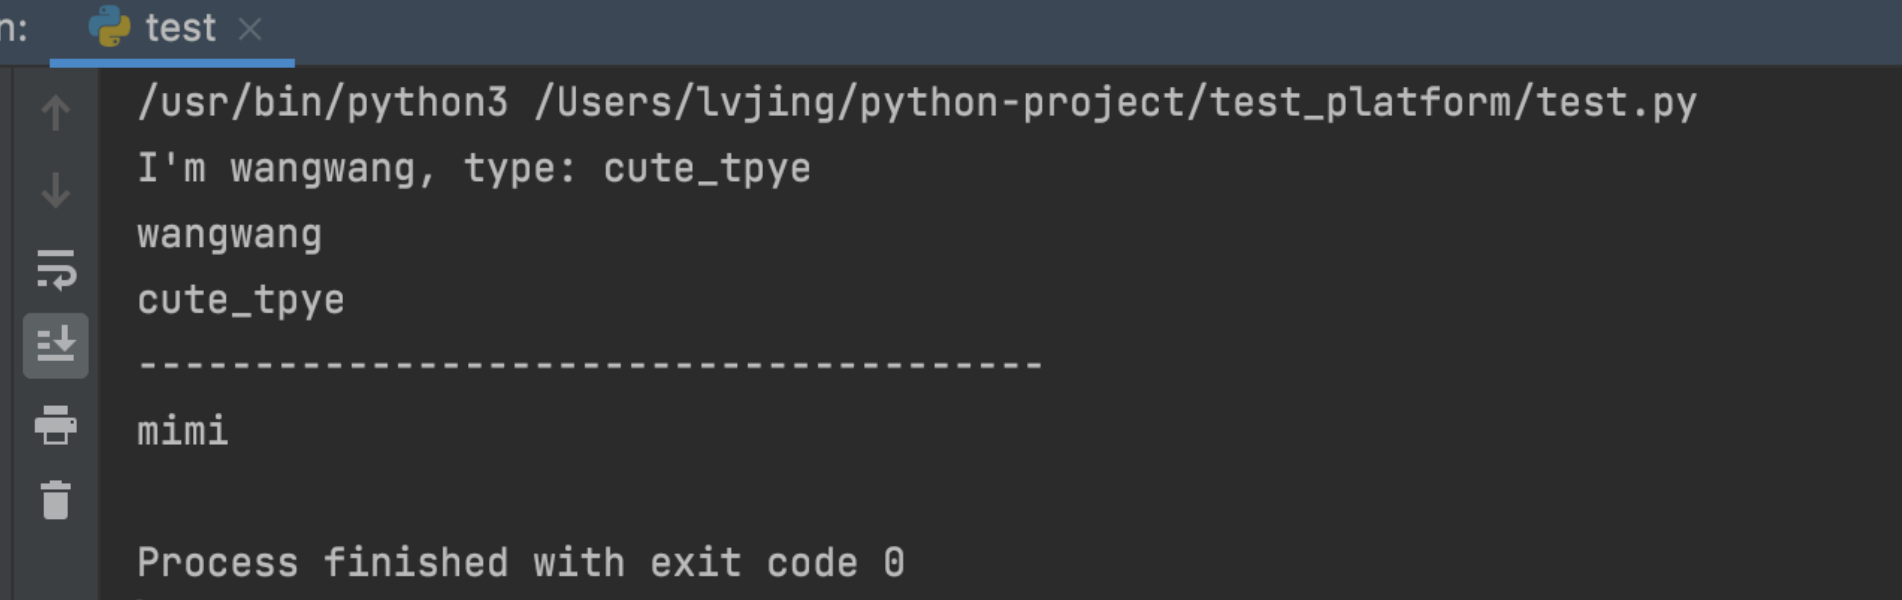 n:
test
/usr/bin/python3 /Users/lvjing/python-project/test_platform/test.py
I'm wangwang, type: cute_tpye
wangwang
cute_tpye
---------------------------------------
mimi
Process finished with exit code 0